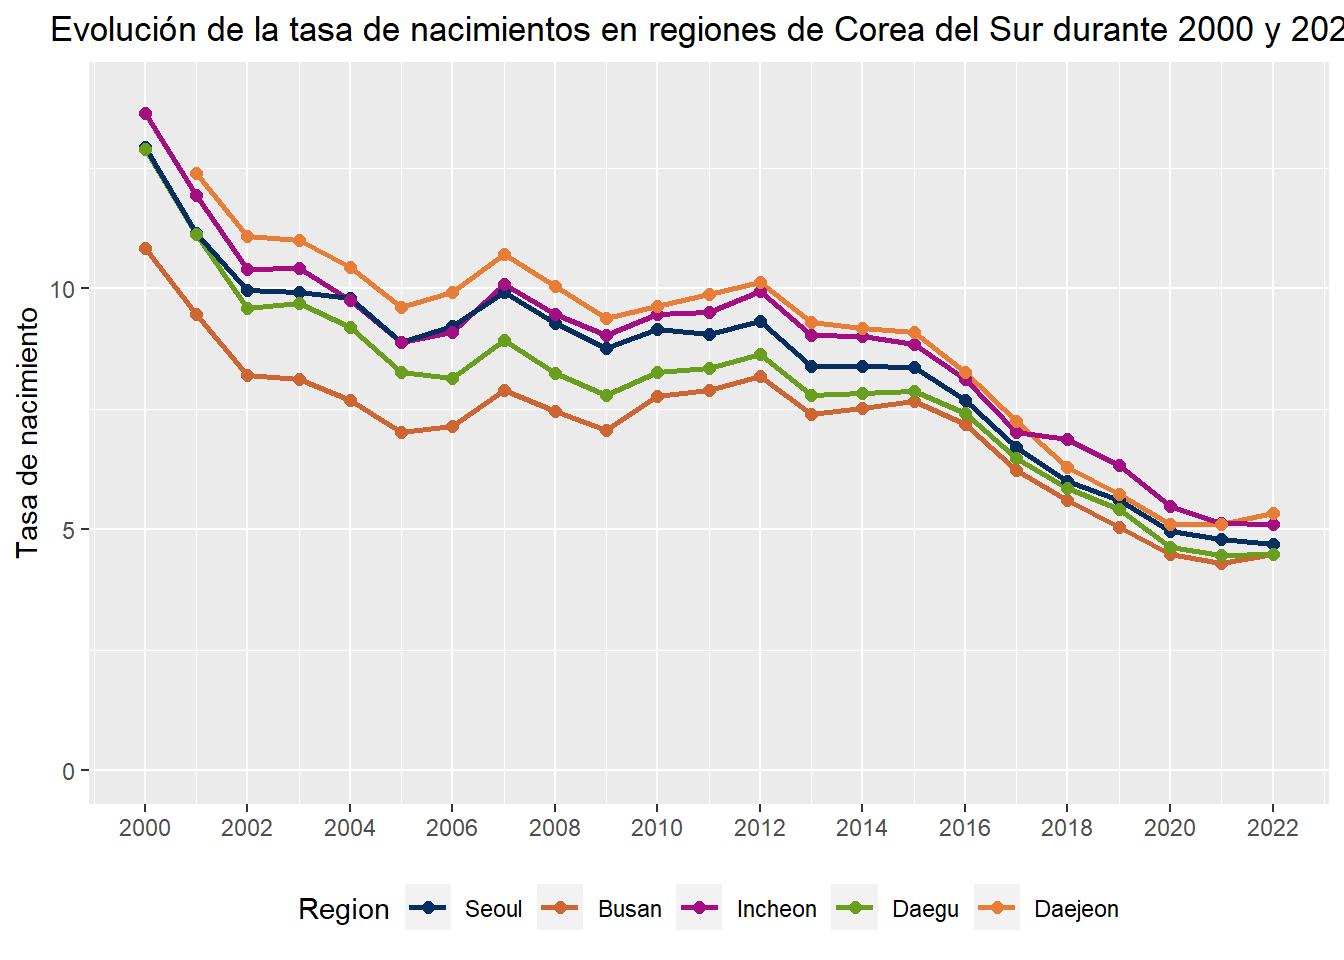 Evolución de la tasa de nacimientos en regiones de Corea del Sur durante 2000 y 202
Tasa de nacimiento
10
5
0
2000 2002 2004 2006 2008 2010 2012 2014 2016 2018 2020 2022
Region Seoul Busan Incheon Daegu Daejeon